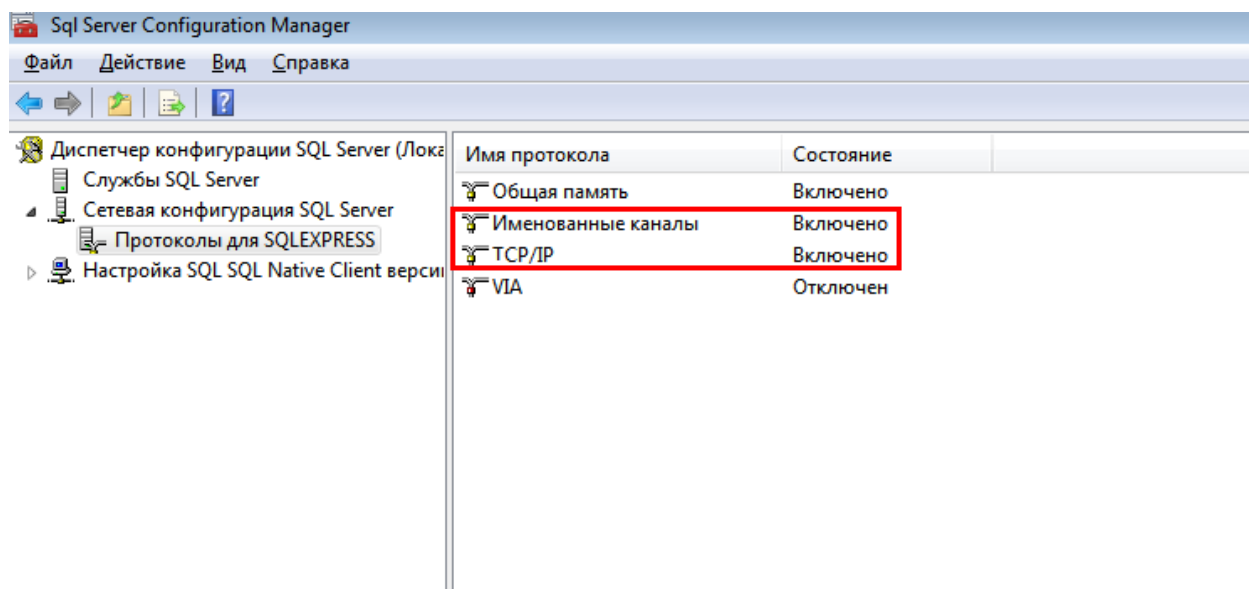 Sql Server Configuration Manager
Файл Действие Вид Справка
Диспетчер конфигурации SQL Server (Лока
Службы SQL Server
Сетевая конфигурация SQL Server
Протоколы для SQLEXPRESS
Настройка SQL SQL Native Client верси
Имя протокола Состояние
Общая память Включено
Именованные каналы Включено
TCP/IP Включено
VIA Отключен